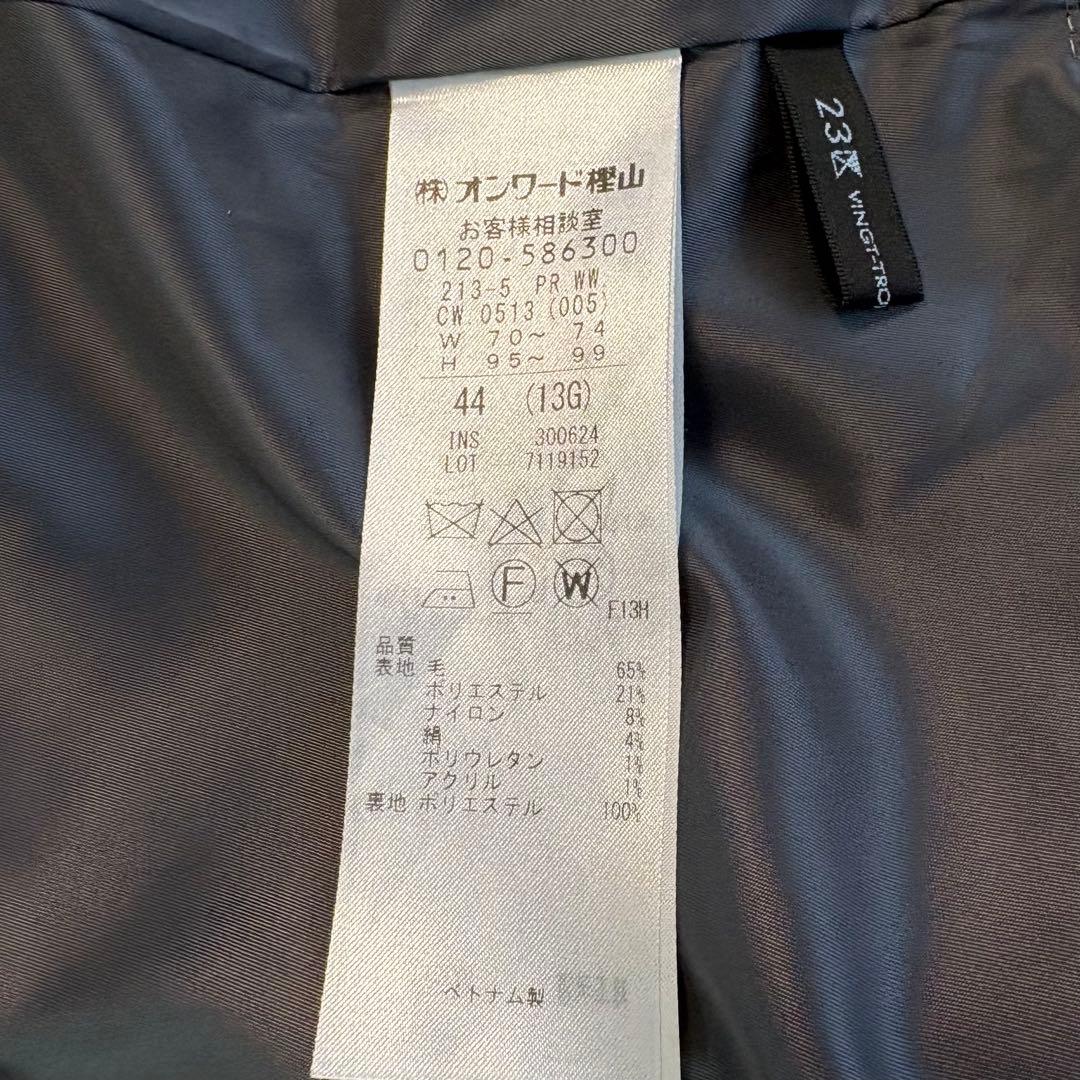 (株)オンワード樫山
お客様相談室
0120-586300
213-5 PR WW.
CW 0513 (005)
W 70～ 74
H 95～ 99
44 (13G)
INS 300624
LOT 7119152
F
W
F13H
品質
表地 毛 65%
ポリエステル 21%
ナイロン 8%
絹 4%
ポリウレタン 1%
アクリル 1%
裏地 ポリエステル 100%
ベトナム製
23区 VINGT-TROI